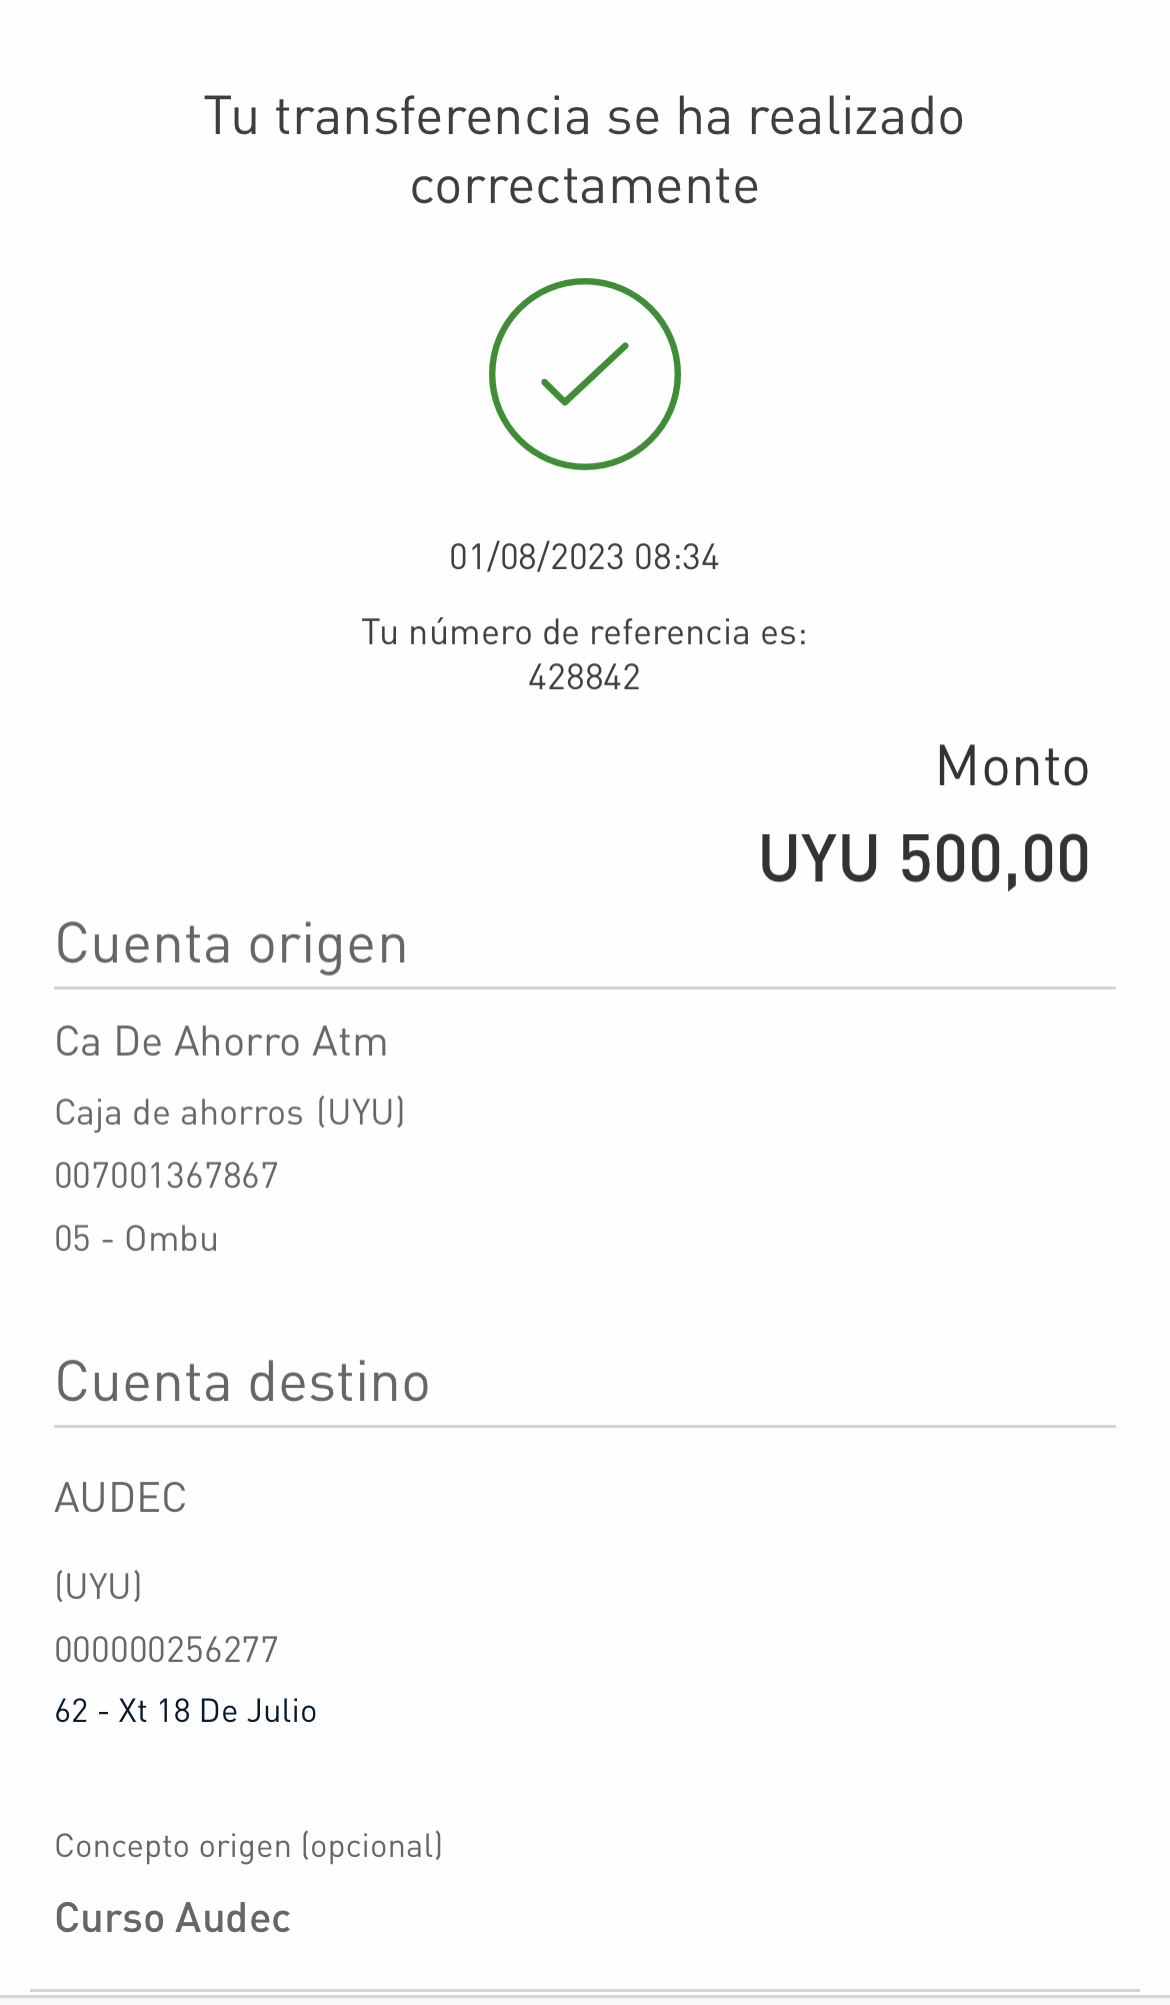 Tu transferencia se ha realizado
correctamente
01/08/2023 08:34
Tu número de referencia es:
428842
Monto
UYU 500,00
Cuenta origen
Ca De Ahorro Atm
Caja de ahorros (UYU)
007001367867
05 - Ombu
Cuenta destino
AUDEC
(UYU)
000000256277
62 - Xt 18 De Julio
Concepto origen (opcional)
Curso Audec